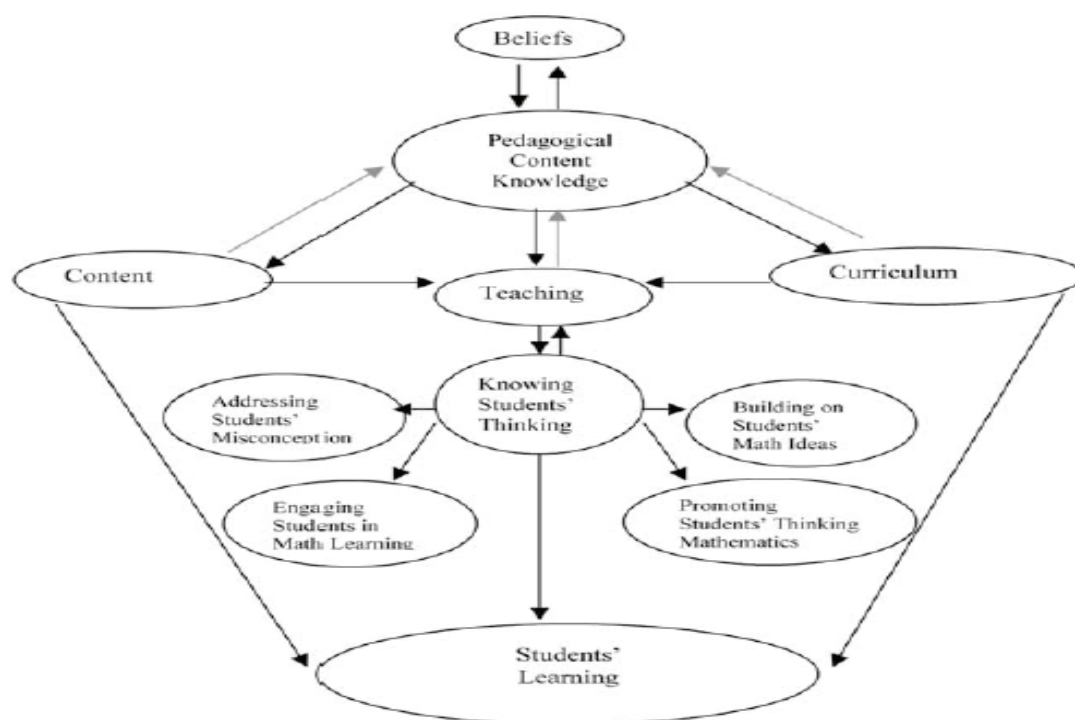 Beliefs
Pedagogical
Content
Knowledge
Content
Curriculum
Teaching
Knowing
Students'
Thinking
Addressing
Students'
Misconception
Building on
Students'
Math Ideas
Engaging
Students in
Math Learning
Promoting
Students' Thinking
Mathematics
Students'
Learning